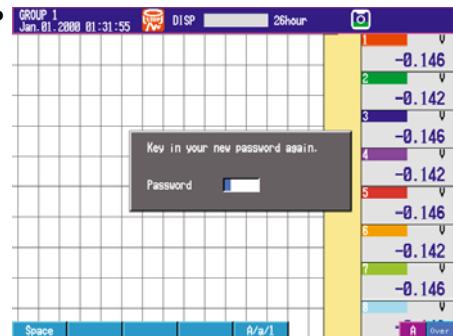 GROUP 1
Jan.01.2000 01:31:55 DISP 26hour
1 V
-0.146
2 V
-0.142
3 V
-0.146
4 V
-0.142
5 V
-0.146
6 V
-0.142
7 V
-0.146
8 V
Key in your new password again.
Password
Space A/a/1 A Over